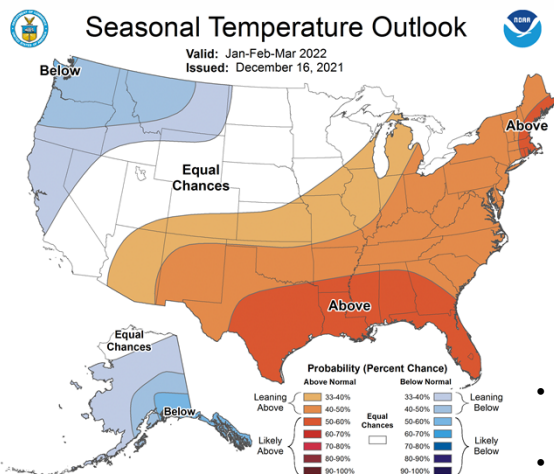 Seasonal Temperature Outlook
NOAA
Valid: Jan-Feb-Mar 2022
Issued: December 16, 2021
Below
Above
Equal
Chances
Above
Equal
Chances
Below
Probability (Percent Chance)
Above Normal
Below Normal
Leaning
Above
33-40%
40-50%
Equal
Chances
33-40%
40-50%
Leaning
Below
Likely
Above
50-60%
60-70%
70-80%
80-90%
90-100%
50-60%
60-70%
70-80%
80-90%
90-100%
Likely
Below